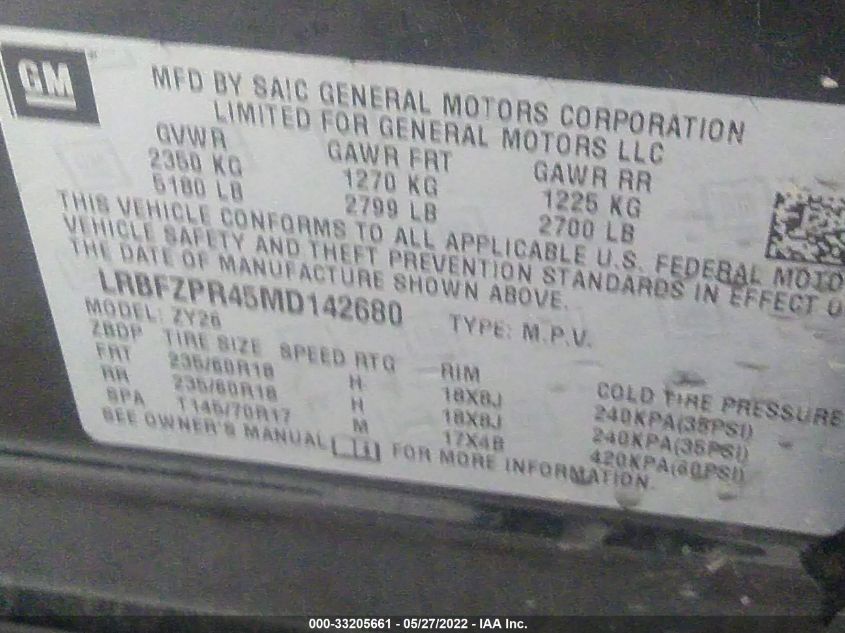 GM
MFD BY SAIC GENERAL MOTORS CORPORATION
LIMITED FOR GENERAL MOTORS LLC
GVWR GAWR FRT GAWR RR
2350 KG 1270 KG 1225 KG
5180 LB 2799 LB 2700 LB
THIS VEHICLE CONFORMS TO ALL APPLICABLE U.S. FEDERAL MOTO
VEHICLE SAFETY AND THEFT PREVENTION STANDARDS IN EFFECT O
THE DATE OF MANUFACTURE SHOWN ABOVE.
LRBFZPR45MD142680 TYPE: M.P.V.
MODEL: ZY26
ZBDP TIRE SIZE SPEED RTG RIM COLD TIRE PRESSURE
FRT 235/60R18 H 18X8J 240KPA(35PSI)
RR 235/60R18 H 18X8J 240KPA(35PSI)
SPA T145/70R17 M 17X4B 420KPA(60PSI)
SEE OWNER'S MANUAL FOR MORE INFORMATION.
000-33205661 - 05/27/2022 - IAA Inc.